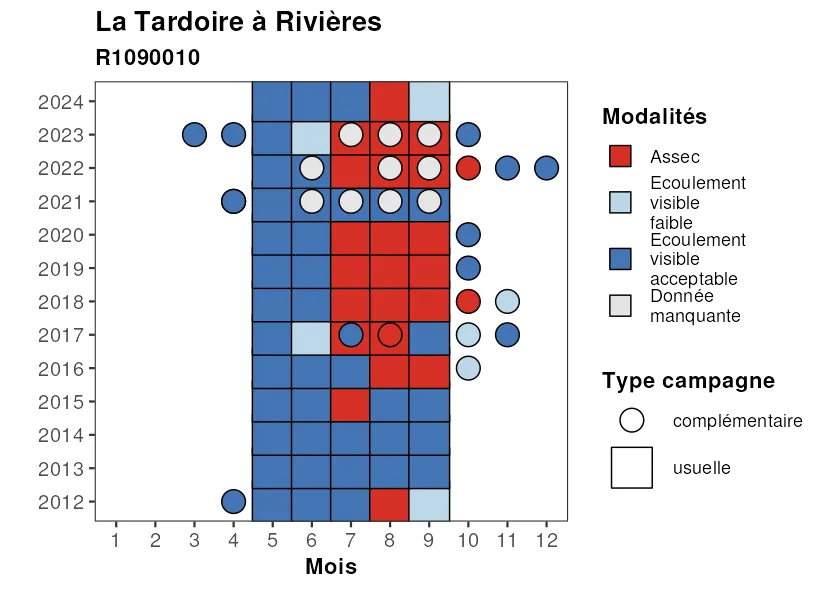 La Tardoire à Rivières
R1090010
2024
2023
2022
2021
2020
2019
2018
2017
2016
2015
2014
2013
2012
1 2 3 4 5 6 7 8 9 10 11 12
Mois
Modalités
Assec
Ecoulement
visible
faible
Ecoulement
visible
acceptable
Donnée
manquante
Type campagne
complémentaire
usuelle